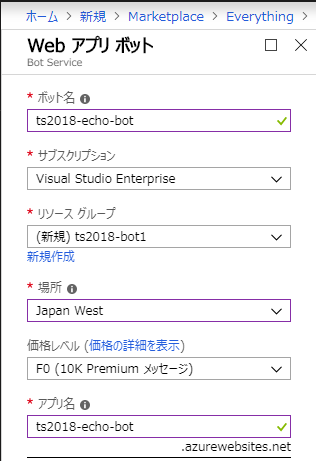 ホーム > 新規 > Marketplace > Everything >
Web アプリ ボット
Bot Service
* ボット名
ts2018-echo-bot
* サブスクリプション
Visual Studio Enterprise
* リソース グループ
(新規) ts2018-bot1
新規作成
* 場所
Japan West
価格レベル (価格の詳細を表示)
F0 (10K Premium メッセージ)
* アプリ名
ts2018-echo-bot
.azurewebsites.net